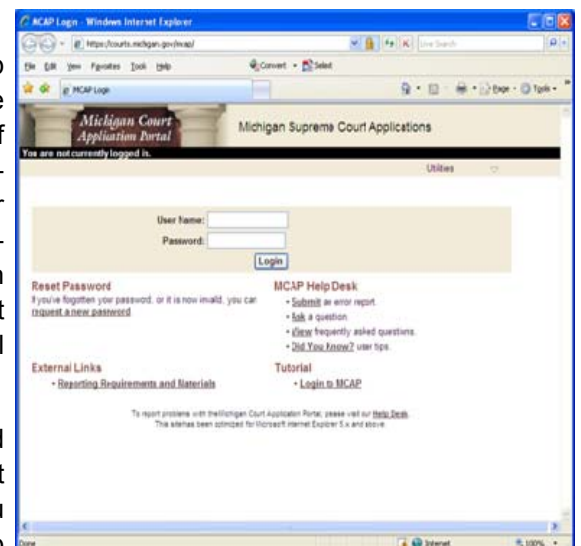 MCAP Login - Windows Internet Explorer
https://courts.michigan.gov/mcap/
Live Search
File Edit View Favorites Tools Help
Convert
Select
MCAP Login
Page
Tools
Michigan Court
Application Portal
Michigan Supreme Court Applications
You are not currently logged in.
Utilities
User Name:
Password:
Login
Reset Password
If you've fogotten your password, or it is now invalid, you can
request a new password
MCAP Help Desk
• Submit an error report.
• Ask a question.
• View frequently asked questions.
• Did You Know? user tips.
External Links
• Reporting Requirements and Materials
Tutorial
• Login to MCAP
To report problems with the Michigan Court Application Portal, please visit our Help Desk.
This site has been optimized for Microsoft Internet Explorer 5.x and above.
Done
Internet
100%